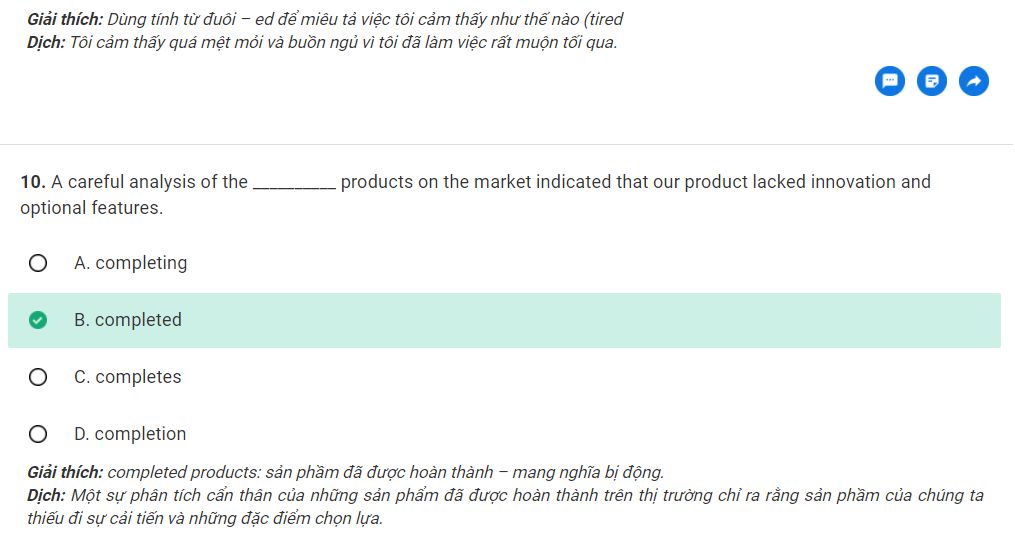 Giải thích: Dùng tính từ đuôi – ed để miêu tả việc tôi cảm thấy như thế nào (tired
Dịch: Tôi cảm thấy quá mệt mỏi và buồn ngủ vì tôi đã làm việc rất muộn tối qua.
10. A careful analysis of the __________ products on the market indicated that our product lacked innovation and
optional features.
A. completing
B. completed
C. completes
D. completion
Giải thích: completed products: sản phầm đã được hoàn thành – mang nghĩa bị động.
Dịch: Một sự phân tích cẩn thân của những sản phẩm đã được hoàn thành trên thị trường chỉ ra rằng sản phầm của chúng ta
thiếu đi sự cải tiến và những đặc điểm chọn lựa.